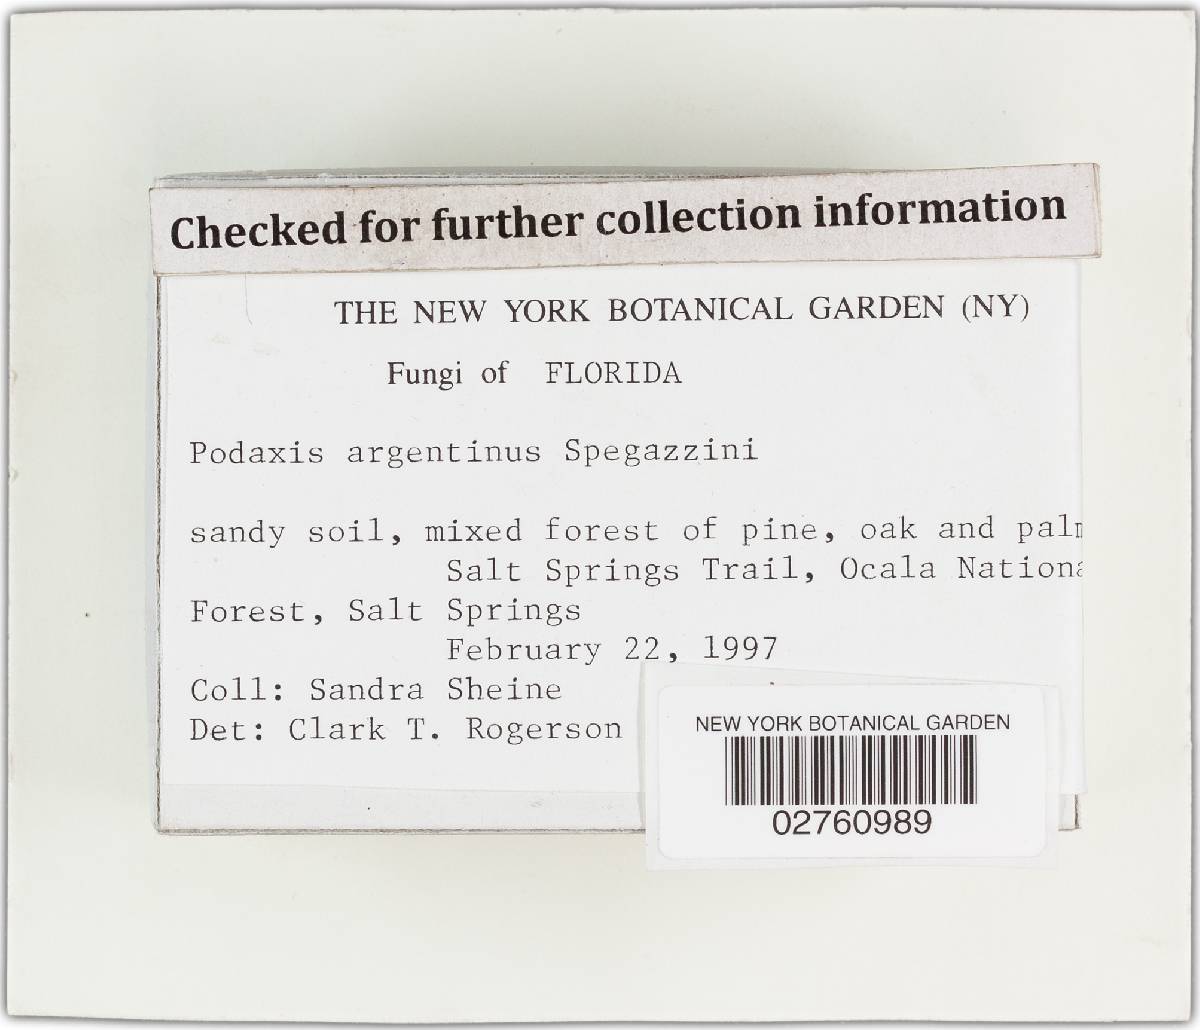 Checked for further collection information
THE NEW YORK BOTANICAL GARDEN (NY)
Fungi of FLORIDA
Podaxis argentinus Spegazzini
sandy soil, mixed forest of pine, oak and
Salt Springs Trail, Ocala
Forest, Salt Springs
February 22, 1997
Coll: Sandra Sheine
Det: Clark T. Rogerson
NEW YORK BOTANICAL GARDEN
02760989